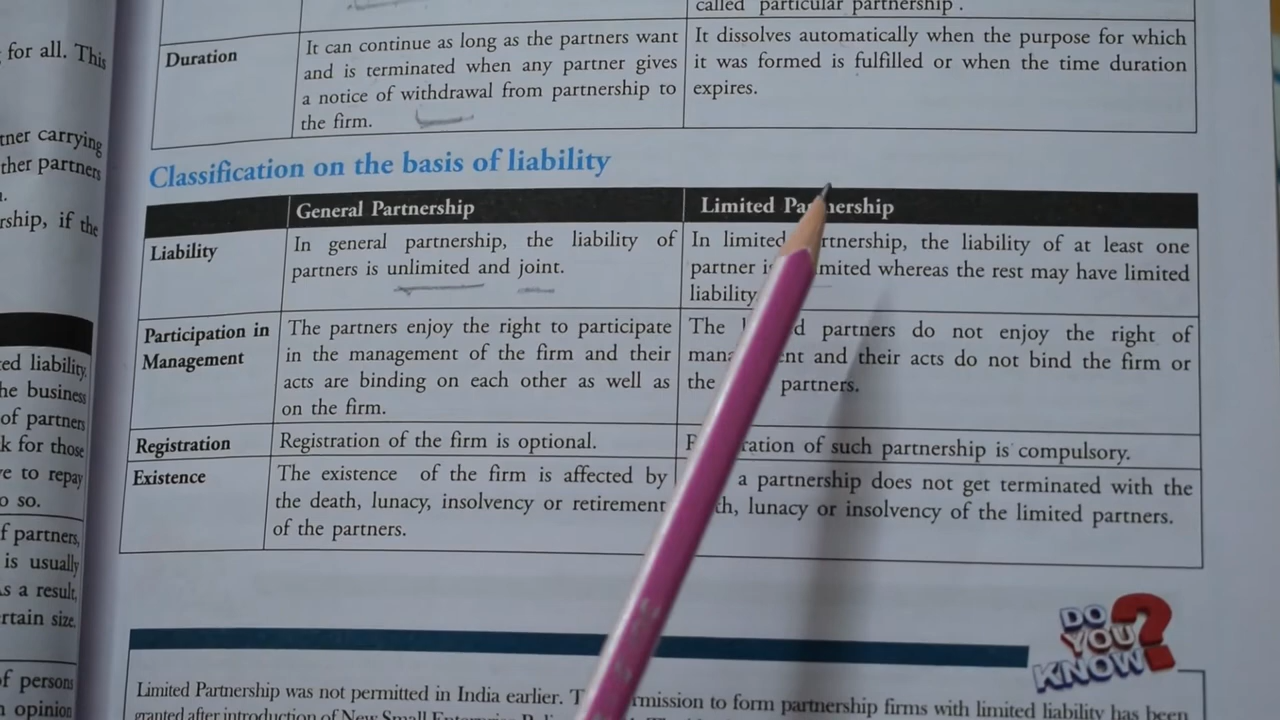 for all. This
tner carrying
ther partners
rship, if the
ed liability.
he business
of partners
k for those
ve to repay
o so.
f partners,
is usually
As a result,
rtain size.
of persons
n opinion
called particular partnership.
Duration
It can continue as long as the partners want
and is terminated when any partner gives
a notice of withdrawal from partnership to
the firm.
It dissolves automatically when the purpose for which
it was formed is fulfilled or when the time duration
expires.
Classification on the basis of liability
General Partnership
Limited Pa nership
Liability
In general partnership, the liability of
partners is unlimited and joint.
In limited rtnership, the liability of at least one
partner i mited whereas the rest may have limited
liability
Participation in
Management
The partners enjoy the right to participate
in the management of the firm and their
acts are binding on each other as well as
on the firm.
The d partners do not enjoy the right of
mana nt and their acts do not bind the firm or
the partners.
Registration
Registration of the firm is optional.
ration of such partnership is compulsory.
Existence
The existence of the firm is affected by
the death, lunacy, insolvency or retirement
of the partners.
a partnership does not get terminated with the
th, lunacy or insolvency of the limited partners.
DO
YOU
KNOW?
Limited Partnership was not permitted in India earlier. T rmission to form partnership firms with limited liability has been
granted after introduction of New Small